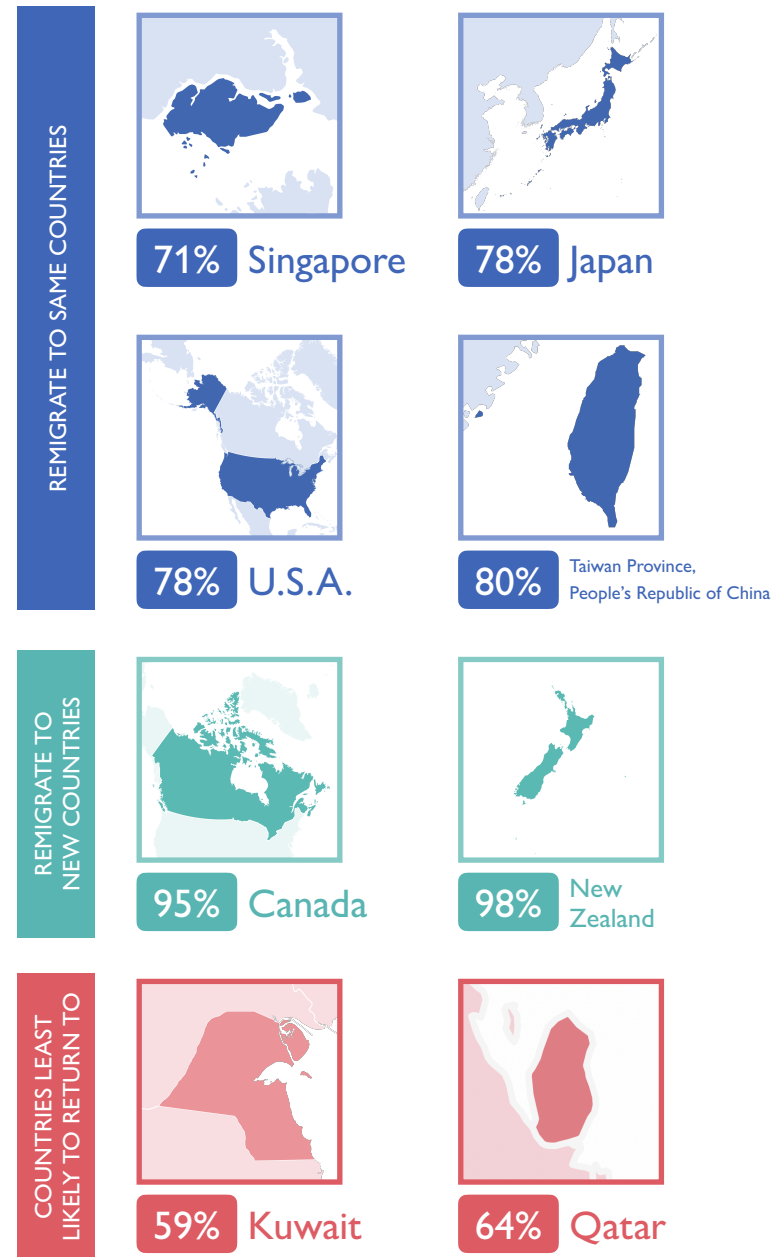 REMIGRATE TO SAME COUNTRIES
71% Singapore
78% Japan
78% U.S.A.
80% Taiwan Province,
People's Republic of China
REMIGRATE TO
NEW COUNTRIES
95% Canada
98% New
Zealand
COUNTRIES LEAST
LIKELY TO RETURN TO
59% Kuwait
64% Qatar